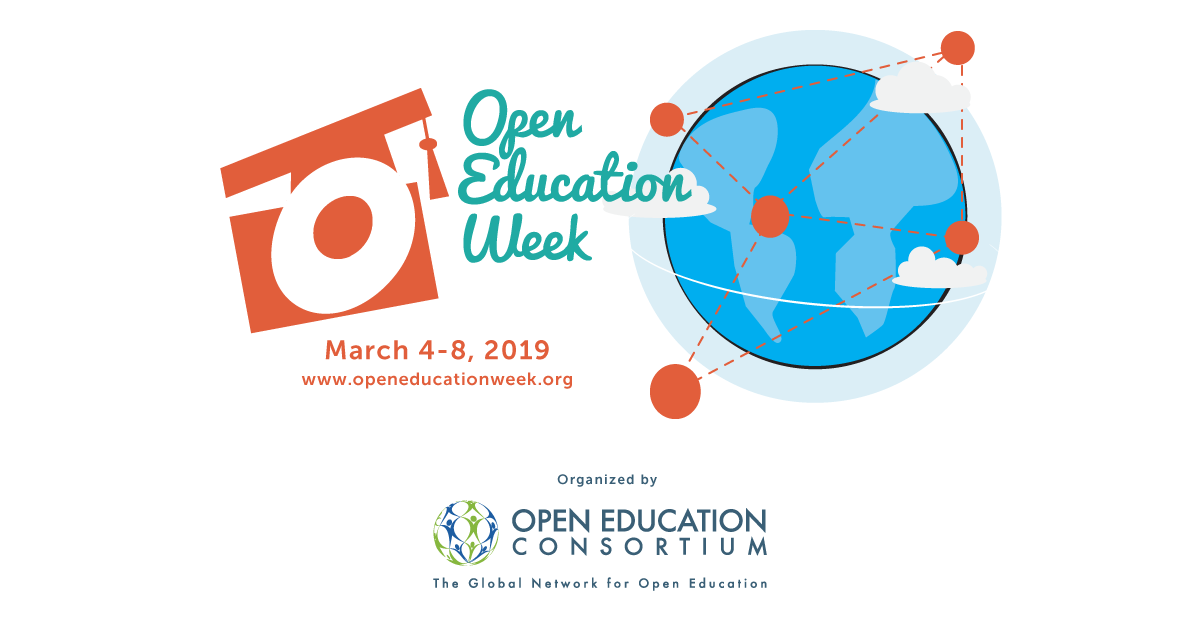 Open
Education
Week
March 4-8, 2019
www.openeducationweek.org
Organized by
OPEN EDUCATION
CONSORTIUM
The Global Network for Open Education